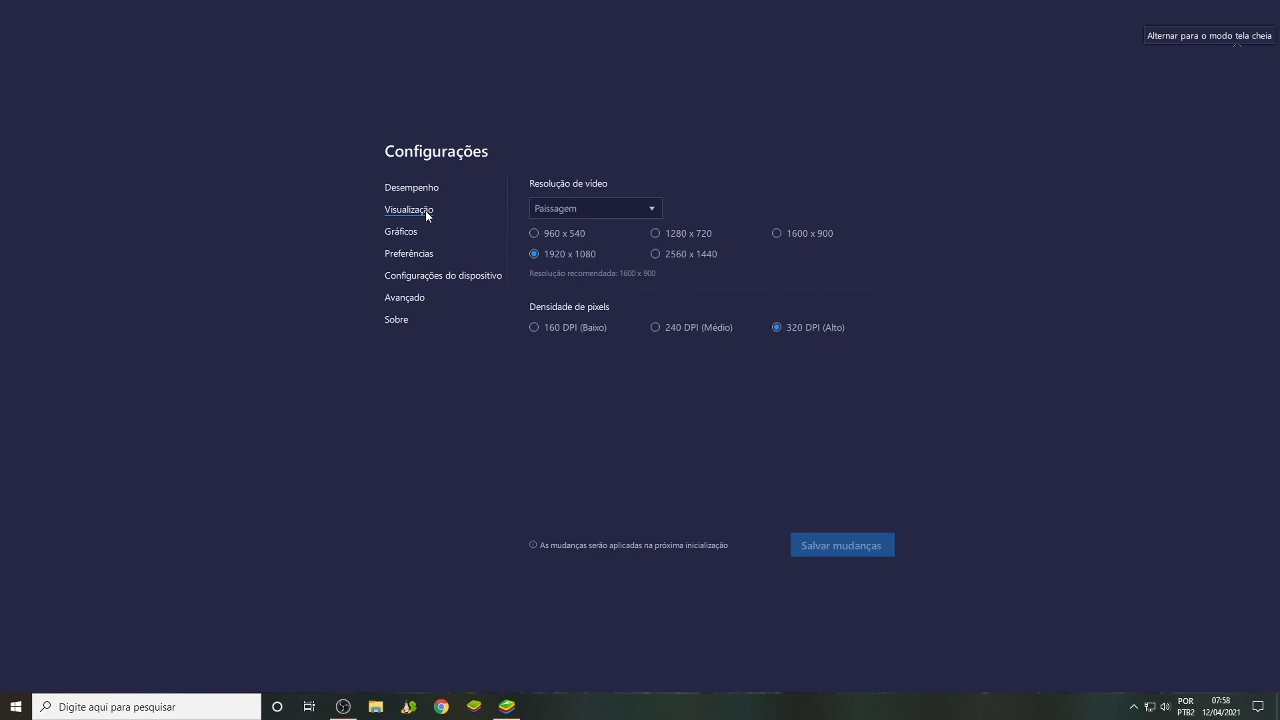 Alternar para o modo tela cheia
Configurações
Desempenho
Visualização
Gráficos
Preferências
Configurações do dispositivo
Avançado
Sobre
Resolução de vídeo
Paissagem
960 x 540
1280 x 720
1600 x 900
1920 x 1080
2560 x 1440
Resolução recomendada: 1600 x 900
Densidade de pixels
160 DPI (Baixo)
240 DPI (Médio)
320 DPI (Alto)
As mudanças serão aplicadas na próxima inicialização
Salvar mudanças
Digite aqui para pesquisar
POR
PTB2
07:58
12/04/2021